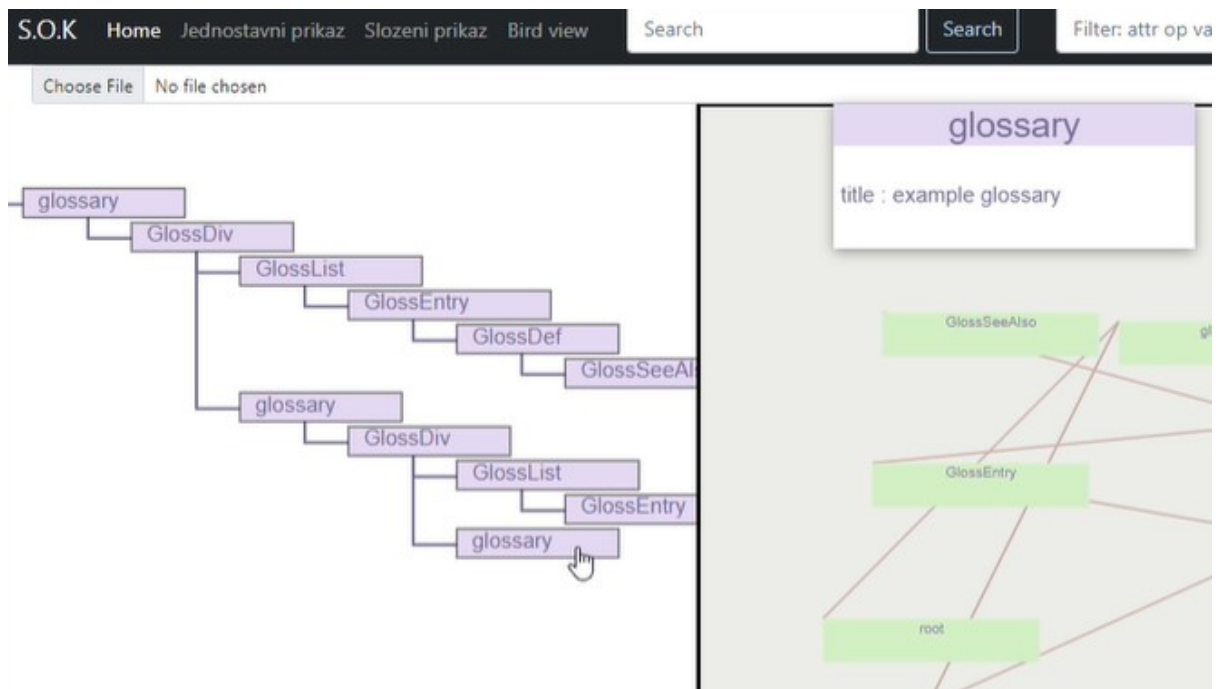 S.O.K Home Jednostavni prikaz Slozeni prikaz Bird view Search Search Filter: attr op va
Choose File No file chosen
glossary
GlossDiv
GlossList
GlossEntry
GlossDef
GlossSeeAl
glossary
GlossDiv
GlossList
GlossEntry
glossary
glossary
title : example glossary
GlossSeeAlso
gl
GlossEntry
root